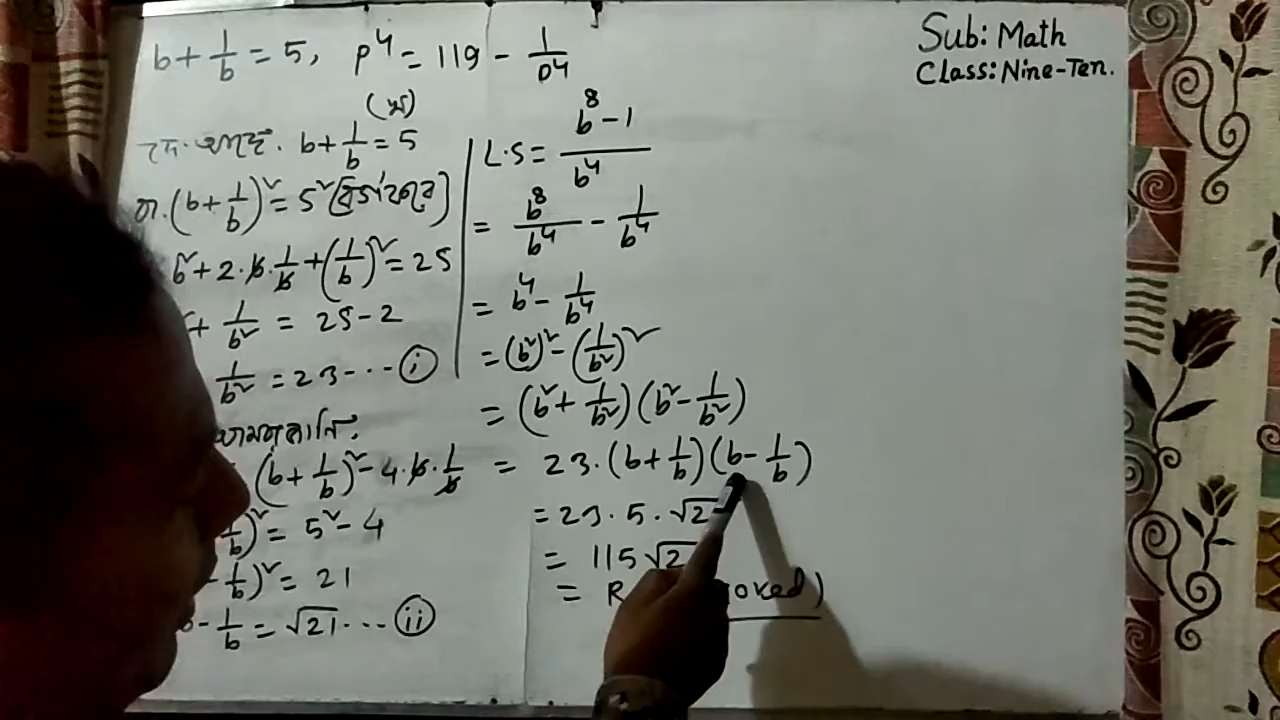 b + 1/b = 5, p⁴ = 119 - 1/p⁴
Sub: Math
Class: Nine-Ten.
(খ)
b + 1/b = 5
বা. (b + 1/b)² = 5² [বর্গ করে]
b² + 2.b.1/b + (1/b)² = 25
+ 1/b² = 25 - 2
1/b² = 23 --- (i)
(b + 1/b)² - 4.b.1/b
1/b)² = 5² - 4
- 1/b)² = 21
b - 1/b = √21 --- (ii)
L.S = (b⁸ - 1)/b⁴
= b⁸/b⁴ - 1/b⁴
= b⁴ - 1/b⁴
= (b²)² - (1/b²)²
= (b² + 1/b²)(b² - 1/b²)
= 23.(b + 1/b)(b - 1/b)
= 23.5.√2
= 115√2
= R oved)